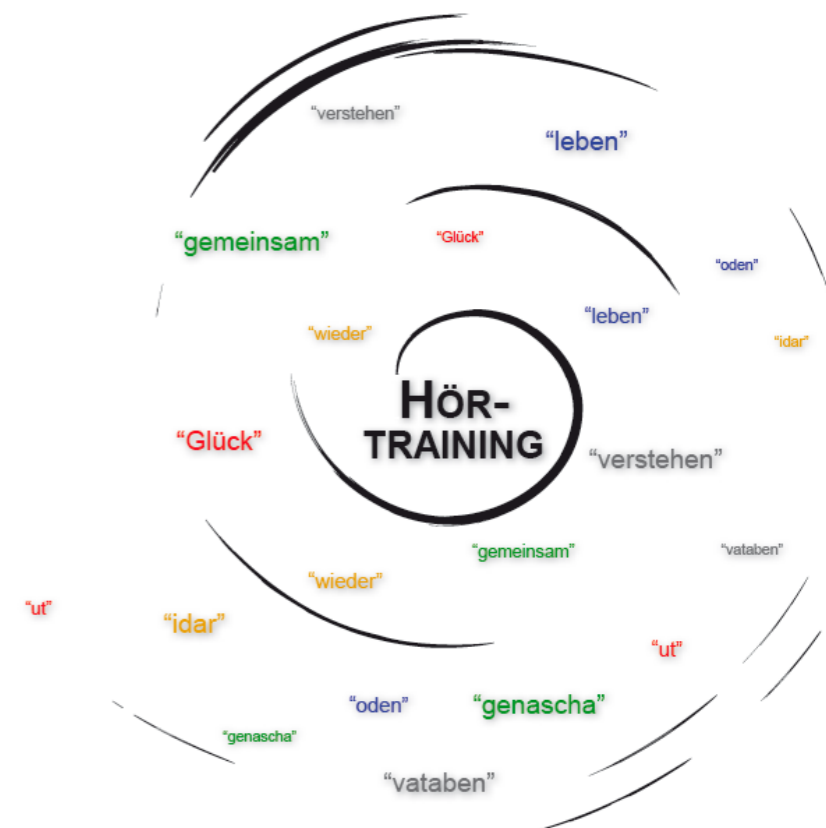 “verstehen”
“leben”
“gemeinsam”
“Glück”
“oden”
“leben”
“wieder”
“idar”
HÖR-
TRAINING
“Glück”
“verstehen”
“gemeinsam”
“vataben”
“wieder”
“ut”
“idar”
“ut”
“oden”
“genascha”
“genascha”
“vataben”